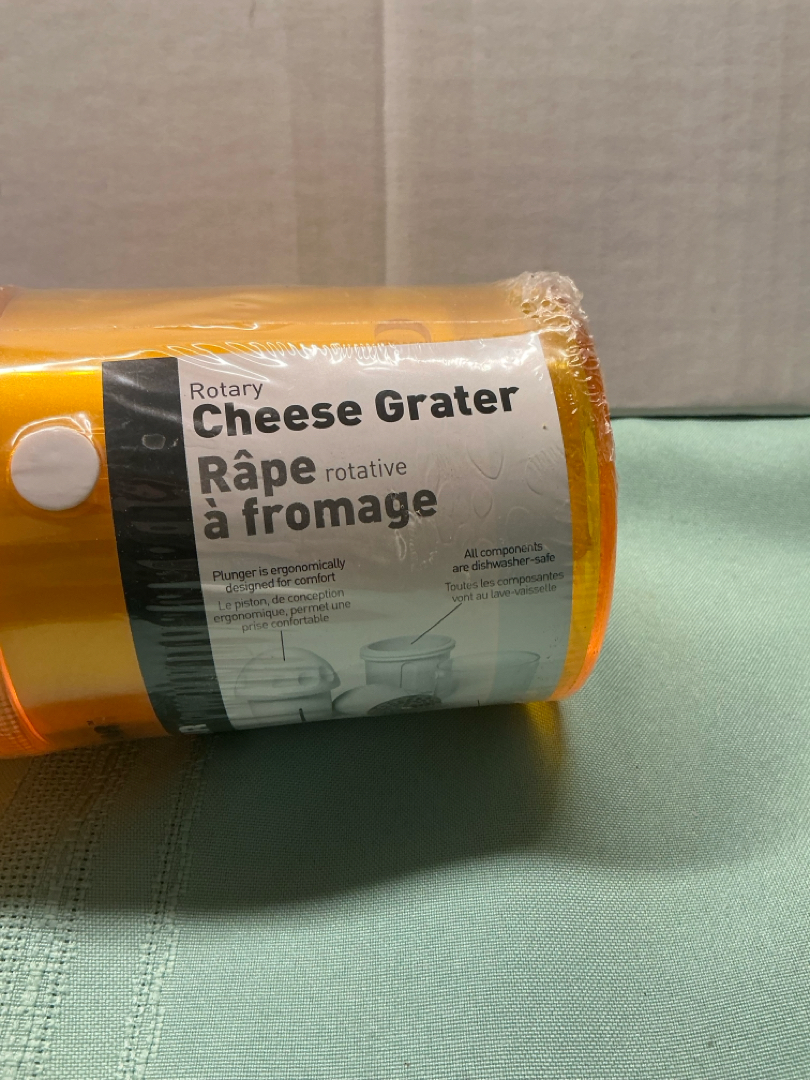 Rotary
Cheese Grater
Râpe rotative
à fromage
Plunger is ergonomically
designed for comfort
Le piston, de conception
ergonomique, permet une
prise confortable
All components
are dishwasher-safe
Toutes les composantes
vont au lave-vaisselle